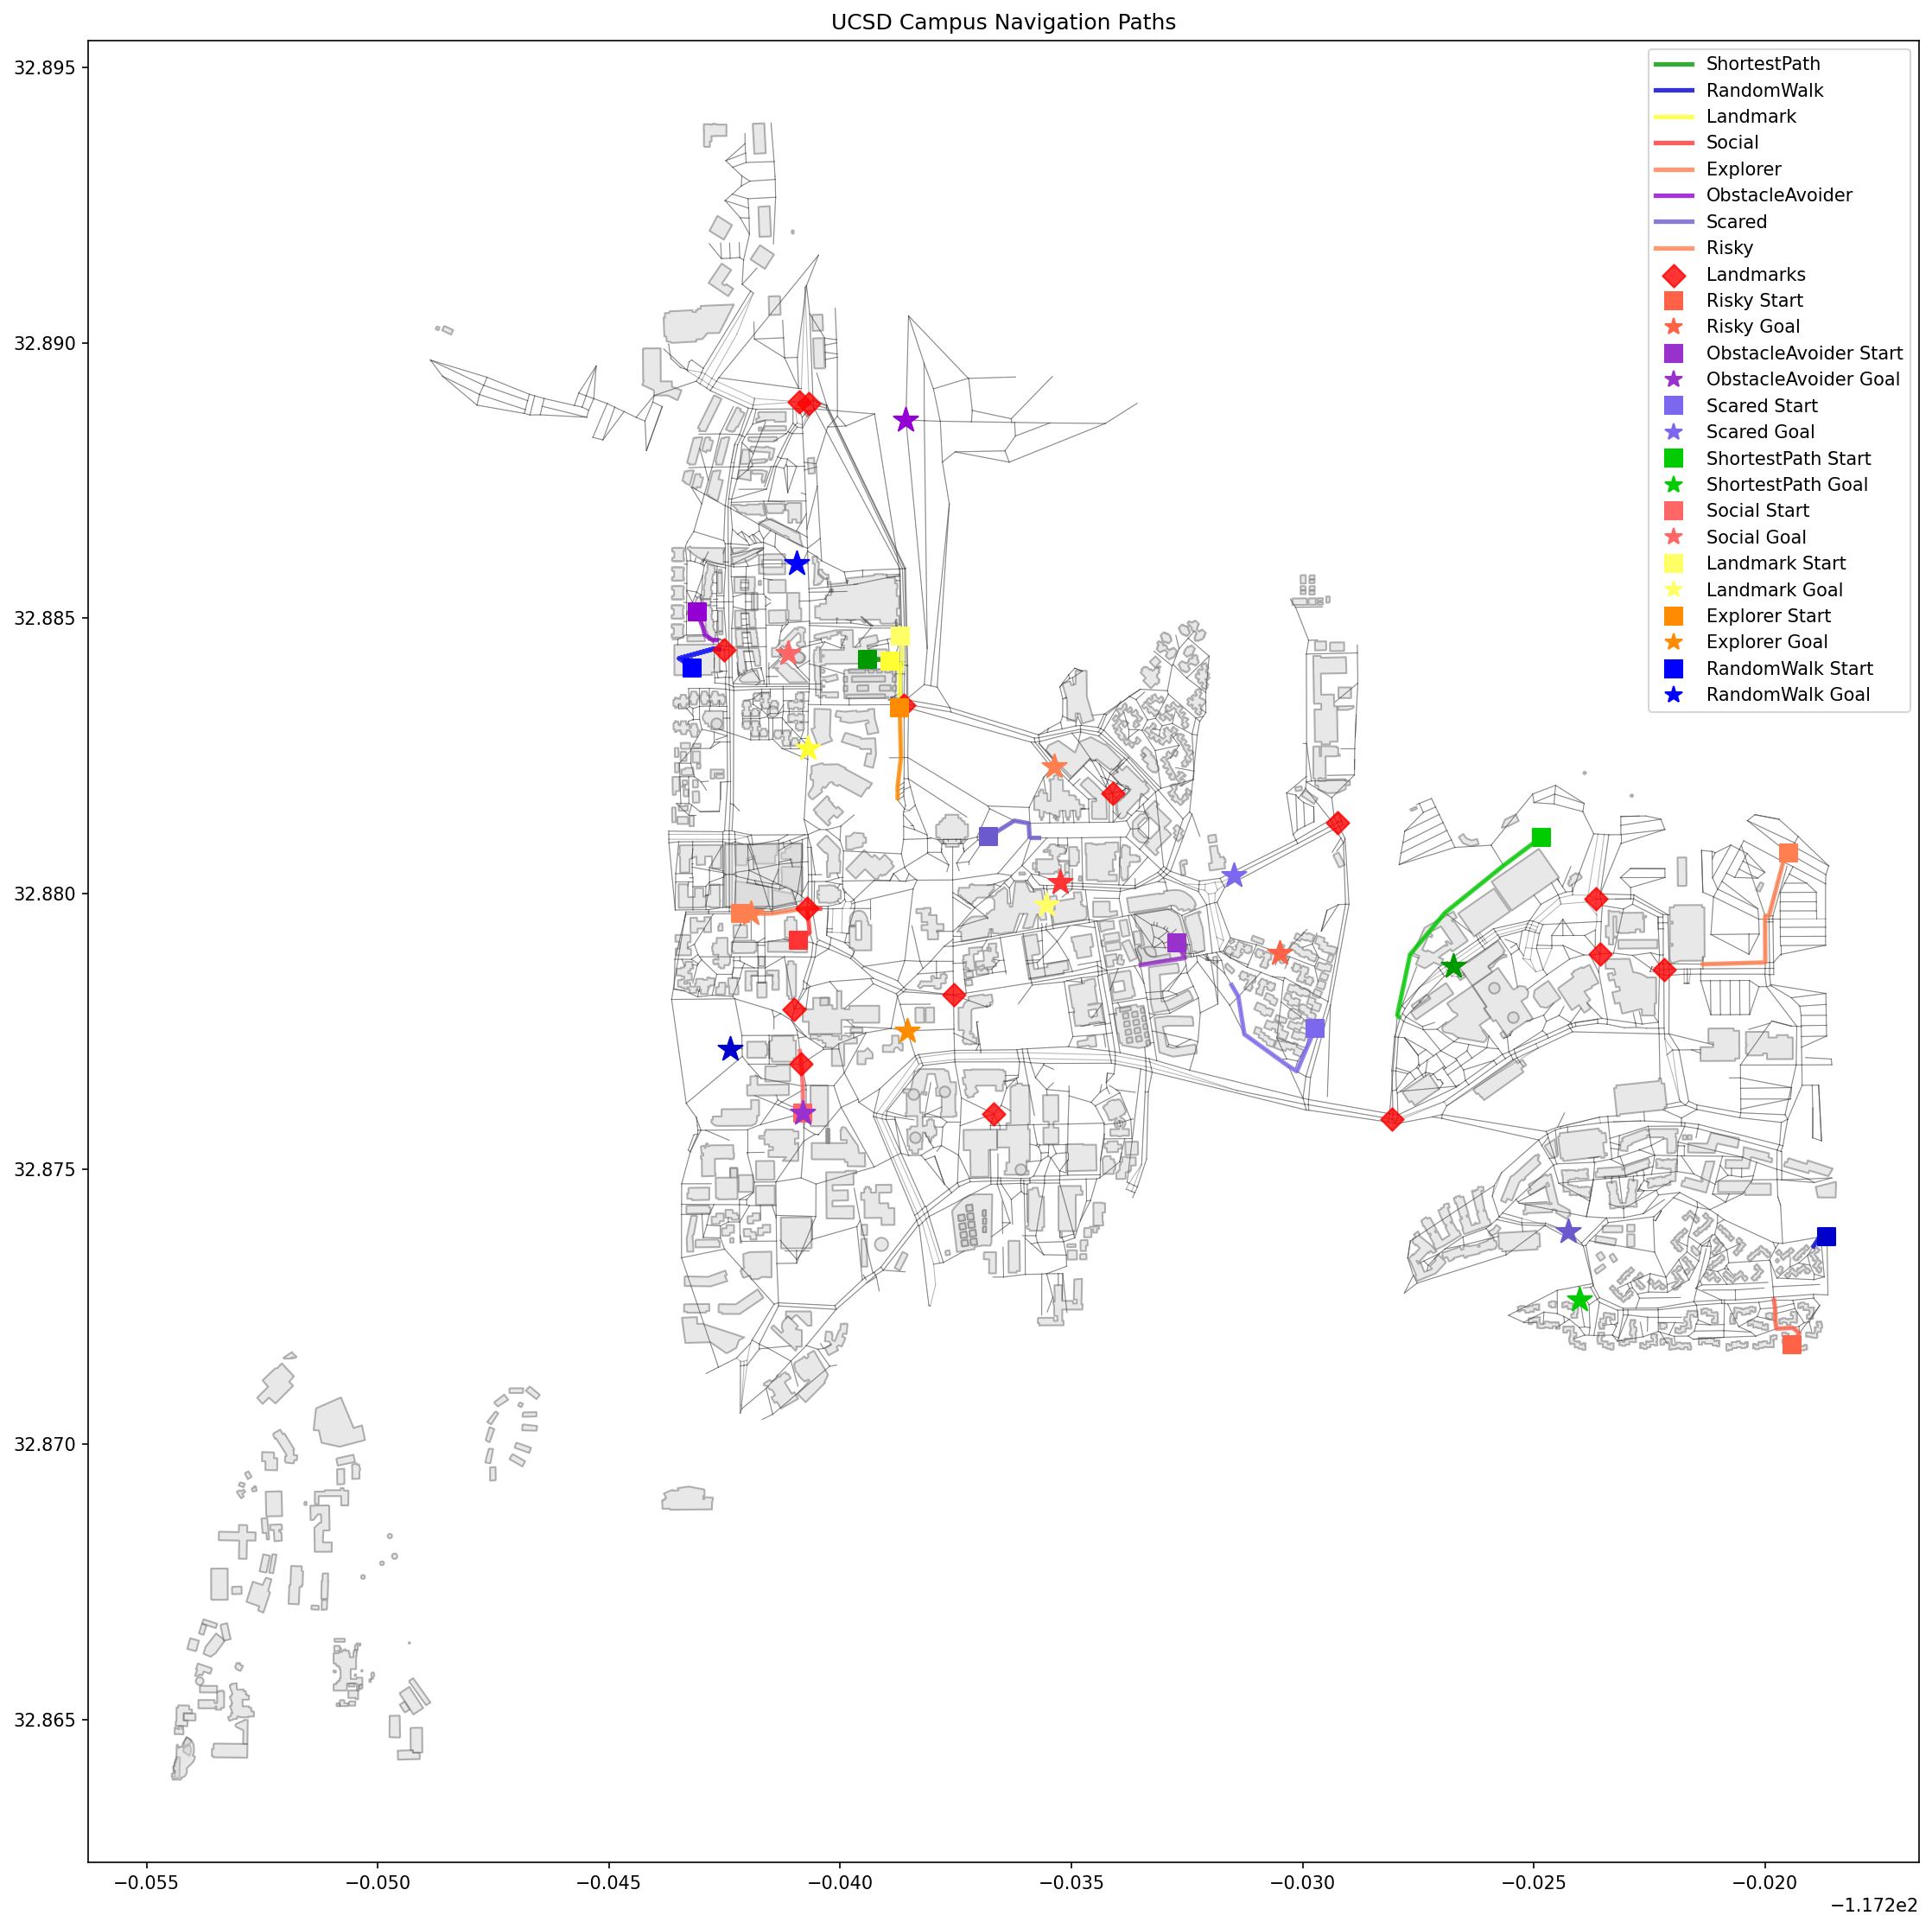 UCSD Campus Navigation Paths
32.895
32.890
32.885
32.880
32.875
32.870
32.865
−0.055
−0.050
−0.045
−0.040
−0.035
−0.030
−0.025
−0.020
−1.172e2
ShortestPath
RandomWalk
Landmark
Social
Explorer
ObstacleAvoider
Scared
Risky
Landmarks
Risky Start
Risky Goal
ObstacleAvoider Start
ObstacleAvoider Goal
Scared Start
Scared Goal
ShortestPath Start
ShortestPath Goal
Social Start
Social Goal
Landmark Start
Landmark Goal
Explorer Start
Explorer Goal
RandomWalk Start
RandomWalk Goal